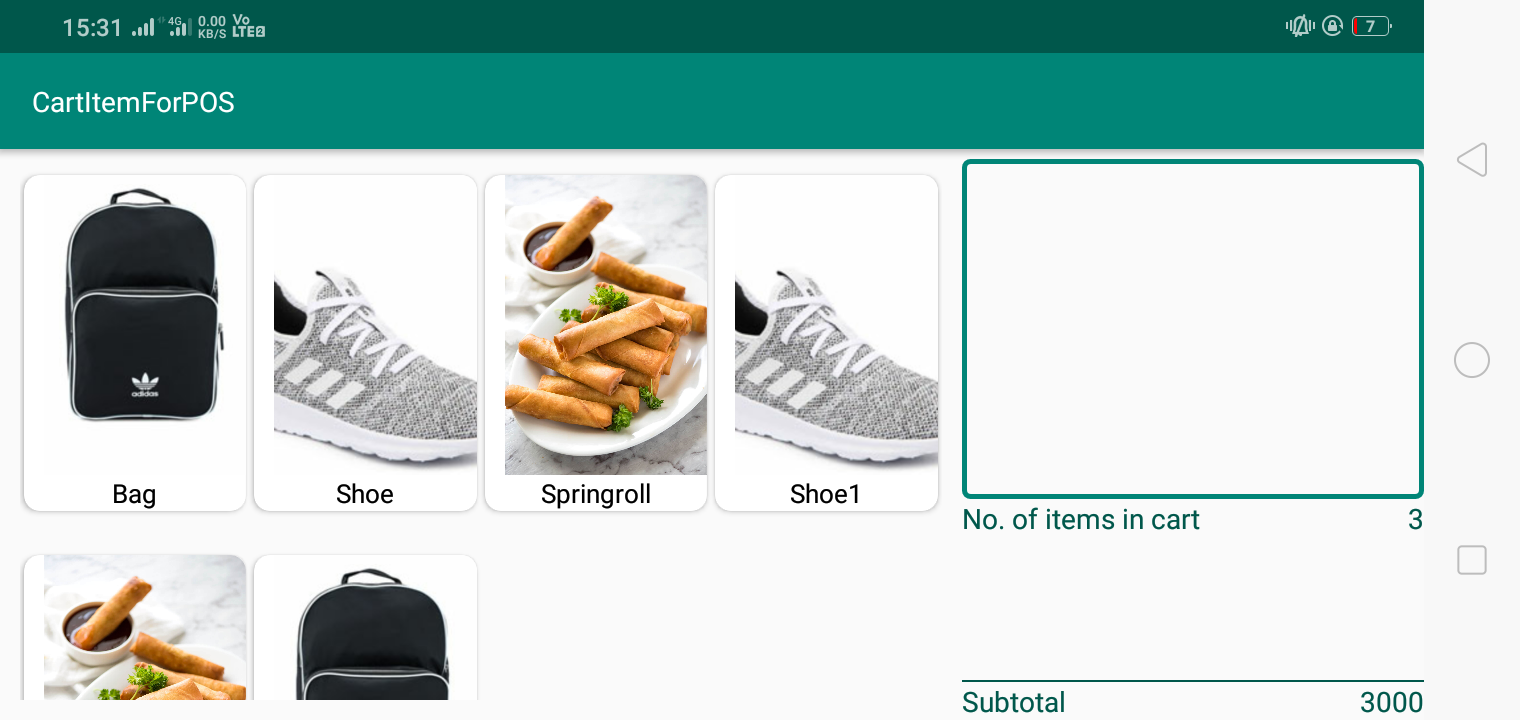 15:31 4G 0.00 KB/S Vo LTE2 7
CartItemForPOS
adidas
Bag Shoe Springroll Shoe1
No. of items in cart 3
Subtotal 3000